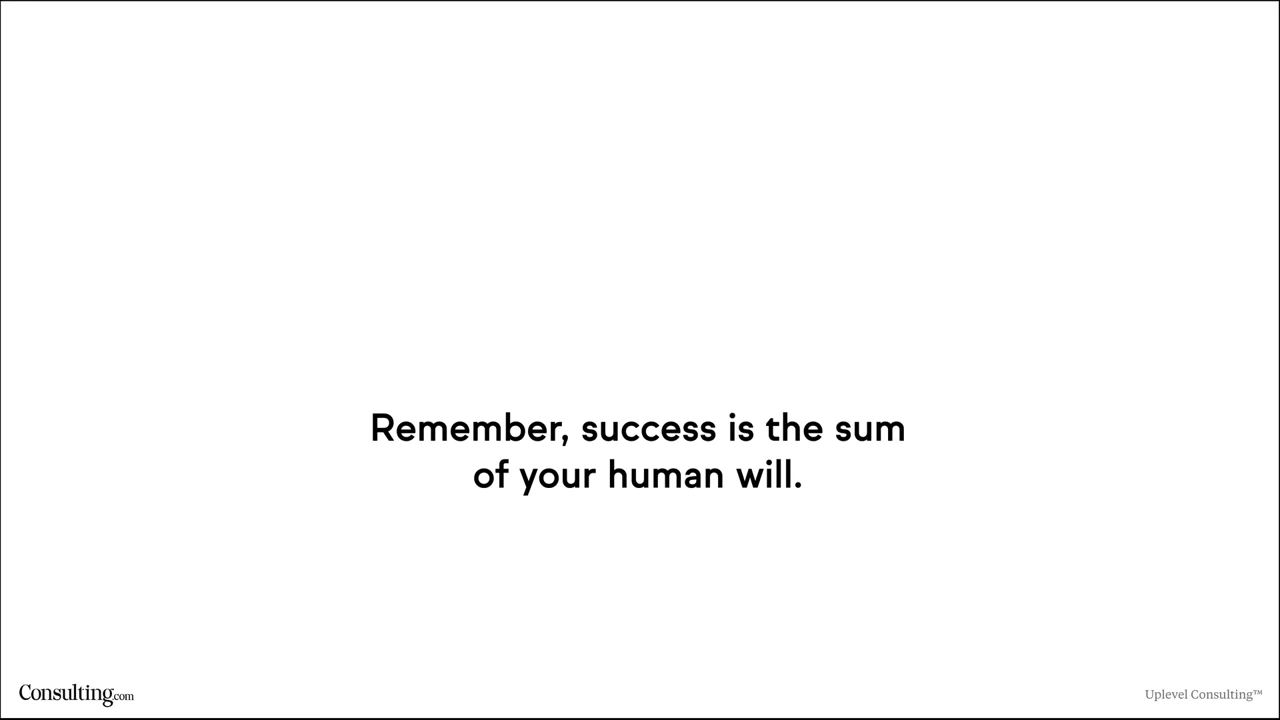 Remember, success is the sum
of your human will.
Consulting.com
Uplevel Consulting™